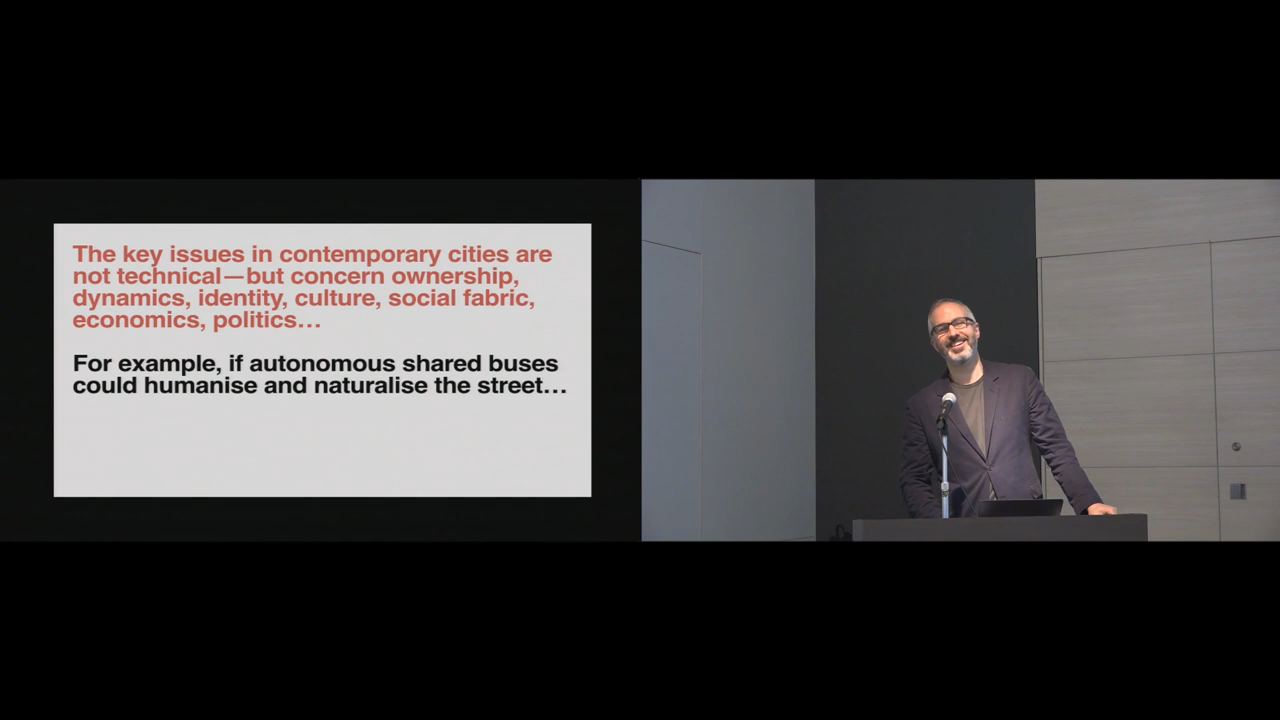 The key issues in contemporary cities are
not technical—but concern ownership,
dynamics, identity, culture, social fabric,
economics, politics…
For example, if autonomous shared buses
could humanise and naturalise the street…